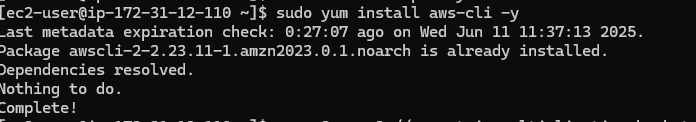 [ec2-user@ip-172-31-12-110 ~]$ sudo yum install aws-cli -y
Last metadata expiration check: 0:27:07 ago on Wed Jun 11 11:37:13 2025.
Package awscli-2-2.23.11-1.amzn2023.0.1.noarch is already installed.
Dependencies resolved.
Nothing to do.
Complete!